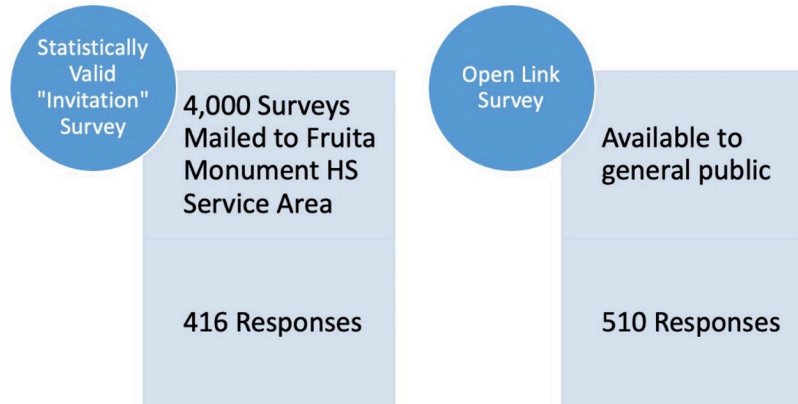 Statistically
Valid
"Invitation"
Survey
4,000 Surveys
Mailed to Fruita
Monument HS
Service Area
416 Responses
Open Link
Survey
Available to
general public
510 Responses